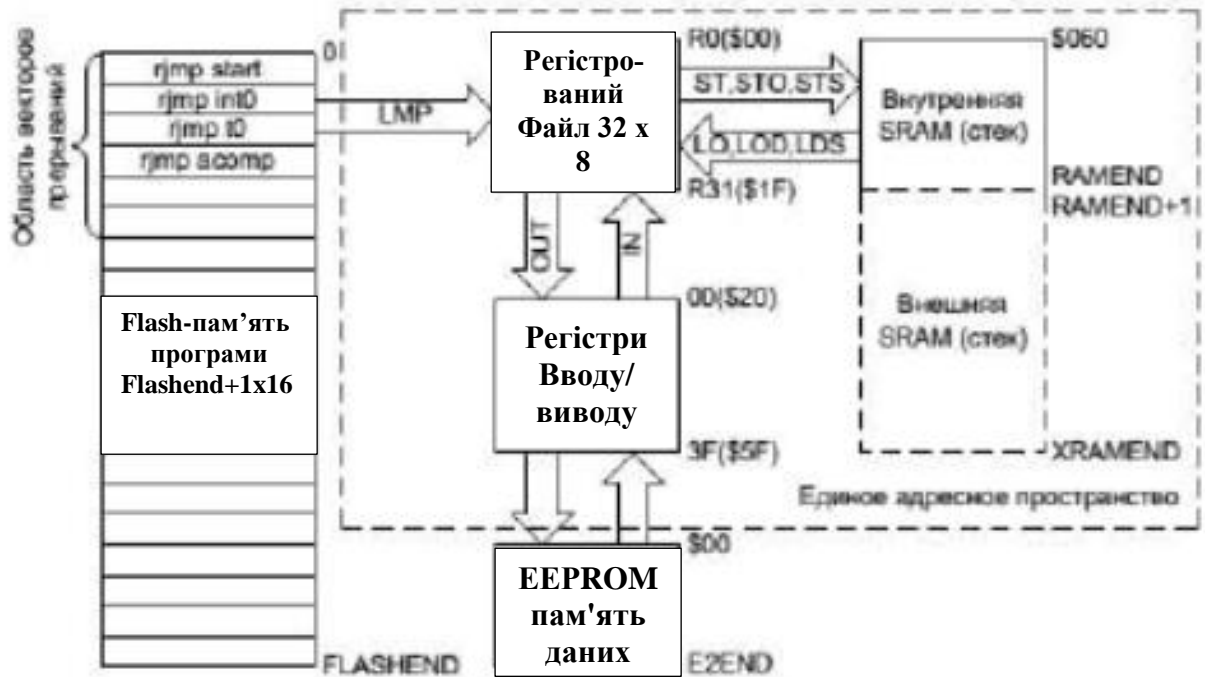 Область векторов
прерываний
0
rjmp start
rjmp int0
rjmp t0
rjmp acomp
Flash-пам’ять
програми
Flashend+1x16
FLASHEND
LMP
Регістро-
ваний
Файл 32 х
8
R0($00)
R31($1F)
ST,STO,STS
LO,LOD,LDS
OUT
IN
Регістри
Вводу/
виводу
00($20)
3F($5F)
$060
Внутренняя
SRAM (стек)
RAMEND
RAMEND+1
Внешняя
SRAM (стек)
XRAMEND
Единое адресное пространство
$00
EEPROM
пам'ять
даних
E2END